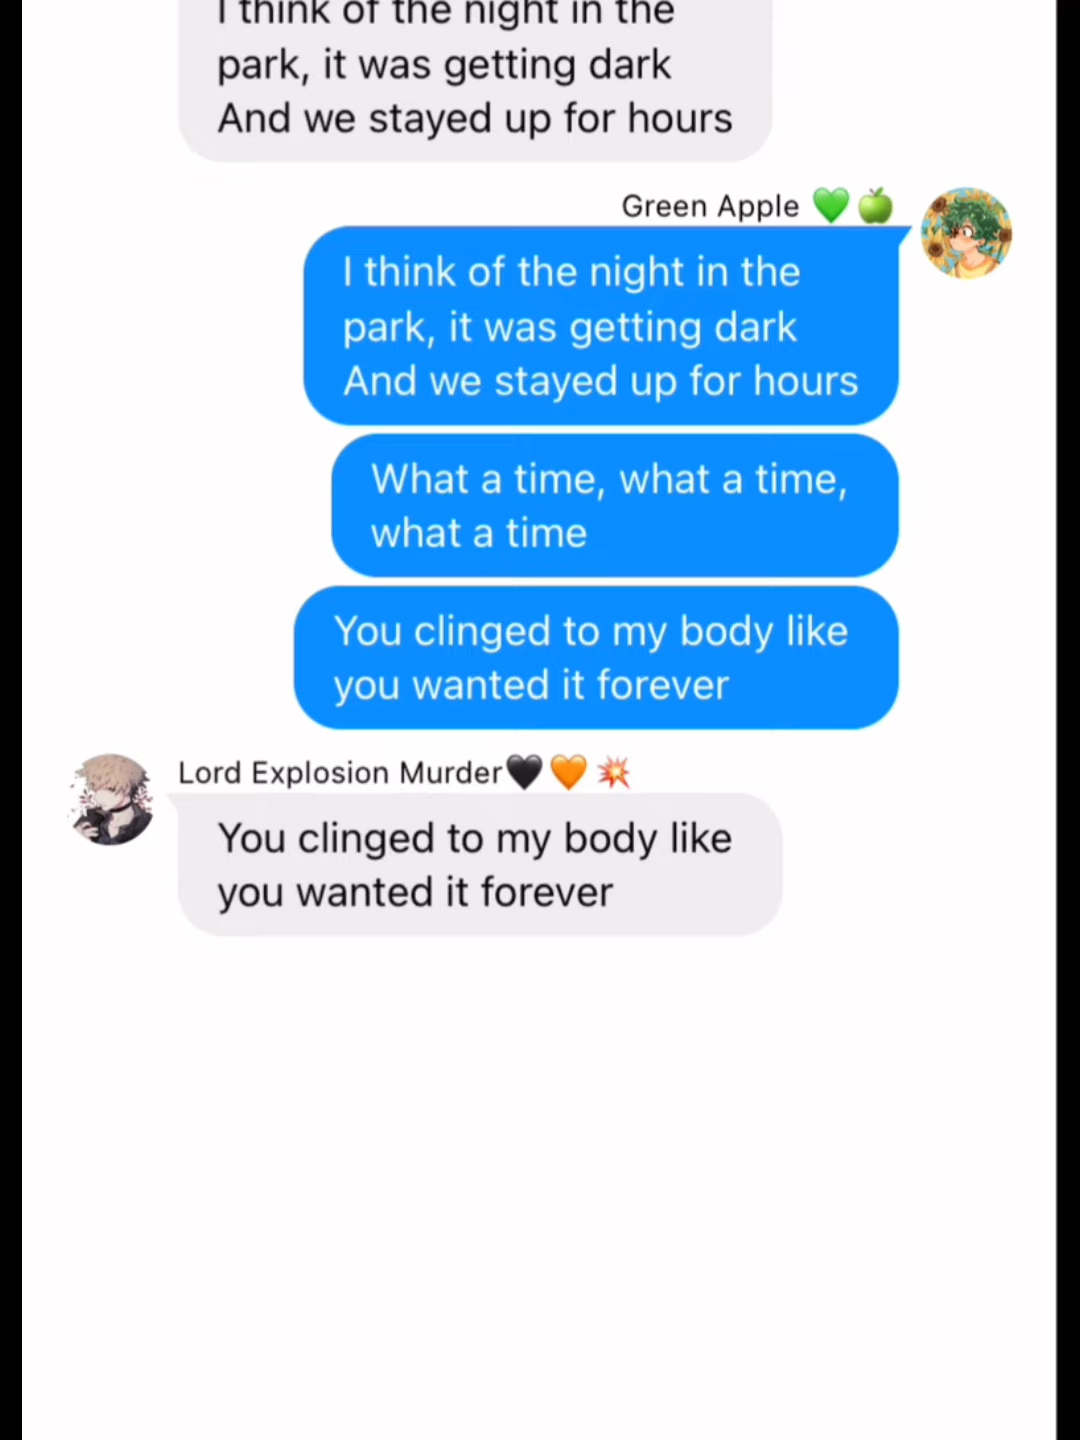 I think of the night in the
park, it was getting dark
And we stayed up for hours
Green Apple 💚🍏
I think of the night in the
park, it was getting dark
And we stayed up for hours
What a time, what a time,
what a time
You clinged to my body like
you wanted it forever
Lord Explosion Murder🖤🧡💥
You clinged to my body like
you wanted it forever